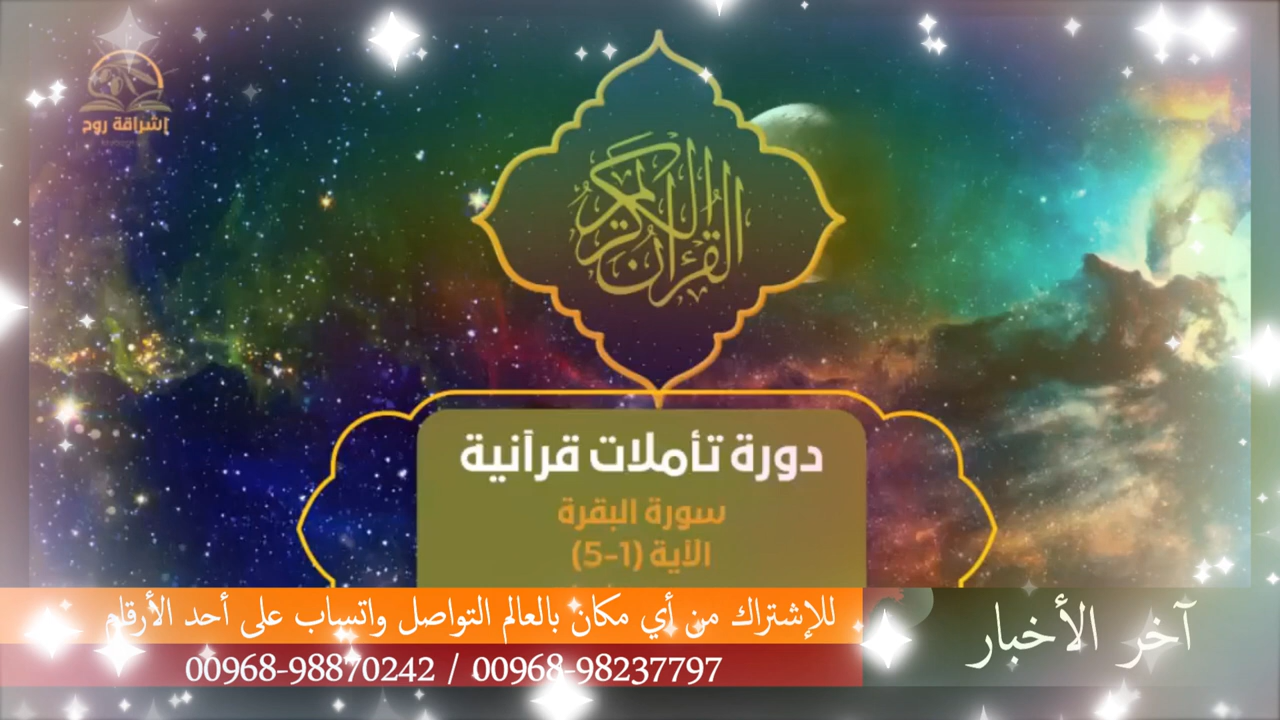 إشراقة روح
القرآن الكريم
دورة تأملات قرآنية
سورة البقرة
الآية (1-5)
للإشتراك من أي مكان بالعالم التواصل واتساب على أحد الأرقام
آخر الأخبار
00968-98870242 / 00968-98237797